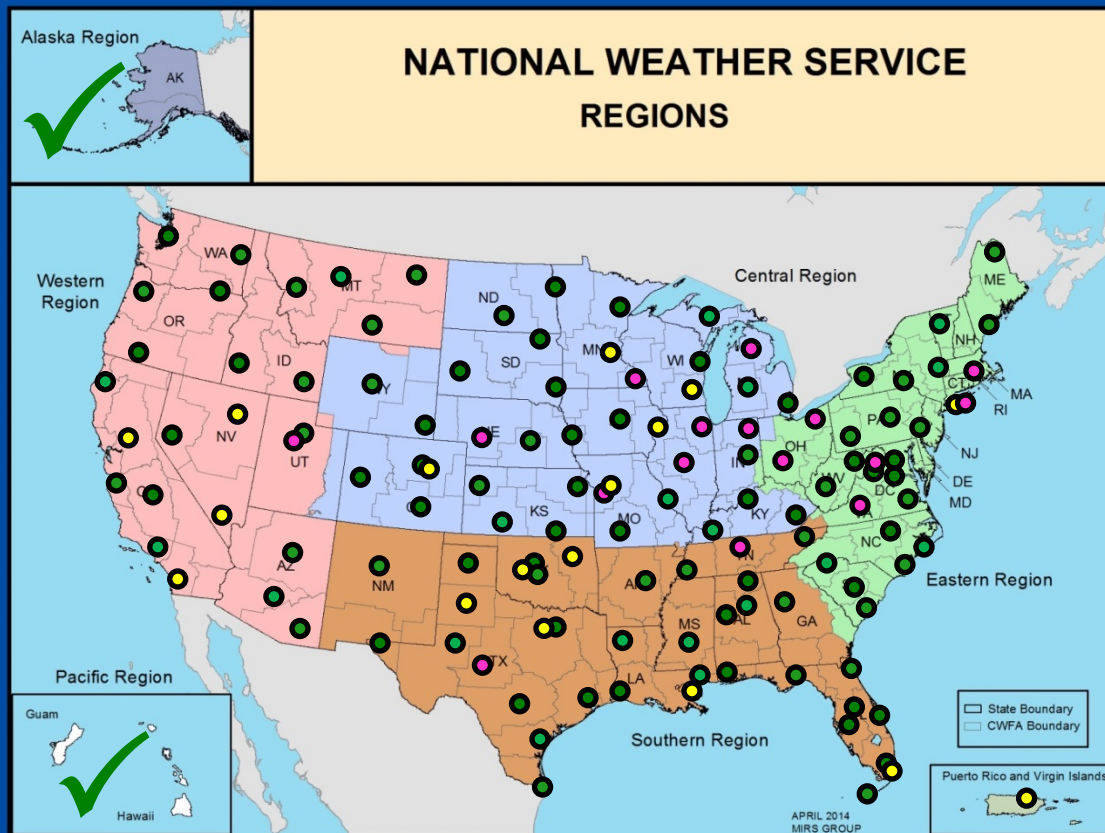 Alaska Region
AK
NATIONAL WEATHER SERVICE
REGIONS
Western
Region
Central Region
WA
MT
ND
ME
OR
ID
SD
MN
WI
NH
CT
MA
RI
NV
UT
PA
NJ
OH
IN
DE
MD
DC
KS
MO
KY
NC
AZ
NM
Eastern Region
MS
AL
GA
TX
LA
Pacific Region
Guam
Hawaii
Southern Region
State Boundary
CWFA Boundary
Puerto Rico and Virgin Islands
APRIL 2014
MIRS GROUP